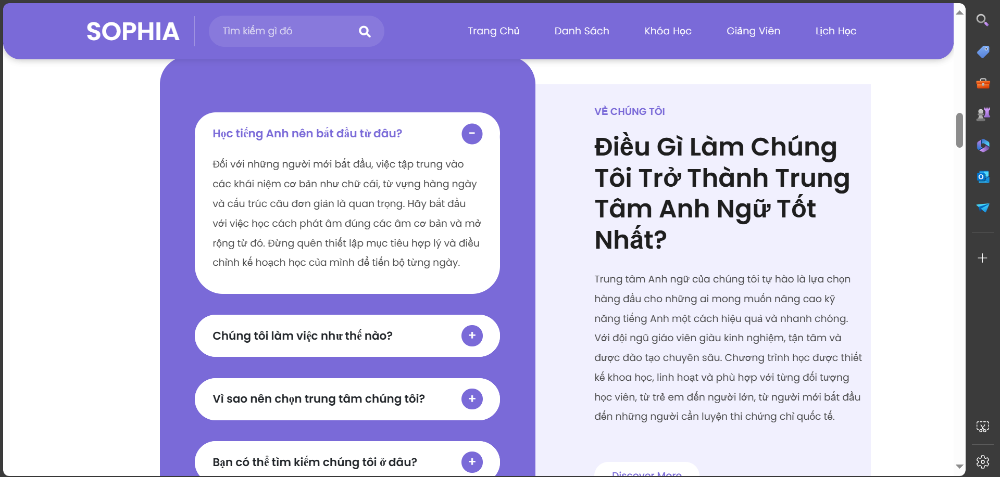 SOPHIA
Tìm kiếm gì đó
Trang Chủ
Danh Sách
Khóa Học
Giảng Viên
Lịch Học
Học tiếng Anh nên bắt đầu từ đâu?
Đối với những người mới bắt đầu, việc tập trung vào
các khái niệm cơ bản như chữ cái, từ vựng hàng ngày
và cấu trúc câu đơn giản là quan trọng. Hãy bắt đầu
với việc học cách phát âm đúng các âm cơ bản và mở
rộng từ đó. Đừng quên thiết lập mục tiêu hợp lý và điều
chỉnh kế hoạch học của mình để tiến bộ từng ngày.
Chúng tôi làm việc như thế nào?
Vì sao nên chọn trung tâm chúng tôi?
Bạn có thể tìm kiếm chúng tôi ở đâu?
VỀ CHÚNG TÔI
Điều Gì Làm Chúng
Tôi Trở Thành Trung
Tâm Anh Ngữ Tốt
Nhất?
Trung tâm Anh ngữ của chúng tôi tự hào là lựa chọn
hàng đầu cho những ai mong muốn nâng cao kỹ
năng tiếng Anh một cách hiệu quả và nhanh chóng.
Với đội ngũ giáo viên giàu kinh nghiệm, tận tâm và
được đào tạo chuyên sâu. Chương trình học được thiết
kế khoa học, linh hoạt và phù hợp với từng đối tượng
học viên, từ trẻ em đến người lớn, từ người mới bắt đầu
đến những người cần luyện thi chứng chỉ quốc tế.
Discover More